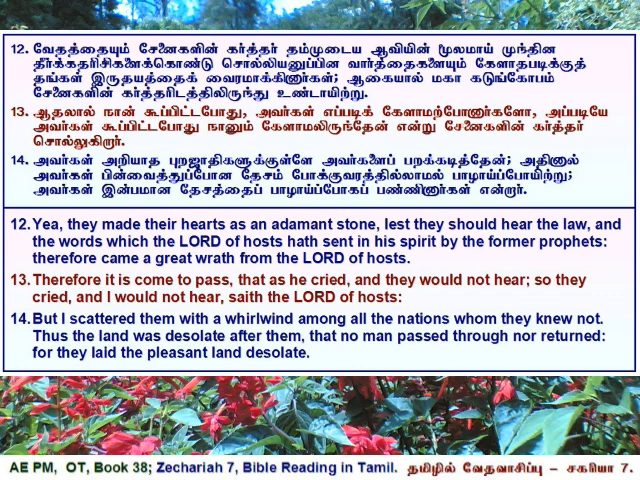 12. வேதத்தையும் சேனைகளின் கர்த்தர் தம்முடைய ஆவியின் மூலமாய் முந்தின
தீர்க்கதரிசிகளைக்கொண்டு சொல்லியனுப்பின வார்த்தைகளையும் கேளாதபடிக்குத்
தங்கள் இருதயத்தைக் வைரமாக்கினார்கள்; ஆகையால் மகா கடுங்கோபம்
சேனைகளின் கர்த்தரிடத்திலிருந்து உண்டாயிற்று.
13. ஆதலால் நான் கூப்பிட்டபோது, அவர்கள் எப்படிக் கேளாமற்போனார்களோ, அப்படியே
அவர்கள் கூப்பிட்டபோது நானும் கேளாமலிருந்தேன் என்று சேனைகளின் கர்த்தர்
சொல்லுகிறார்.
14. அவர்கள் அறியாத புறஜாதிகளுக்குள்ளே அவர்களைப் பறக்கடித்தேன்; அதினால்
அவர்கள் பின்வைத்துப்போன தேசம் போக்குவரத்தில்லாமல் பாழாய்ப்போயிற்று;
அவர்கள் இன்பமான தேசத்தைப் பாழாய்ப்போகப் பண்ணினார்கள் என்றார்.
12. Yea, they made their hearts as an adamant stone, lest they should hear the law, and
the words which the LORD of hosts hath sent in his spirit by the former prophets:
therefore came a great wrath from the LORD of hosts.
13. Therefore it is come to pass, that as he cried, and they would not hear; so they
cried, and I would not hear, saith the LORD of hosts:
14. But I scattered them with a whirlwind among all the nations whom they knew not.
Thus the land was desolate after them, that no man passed through nor returned:
for they laid the pleasant land desolate.
AE PM, OT, Book 38; Zechariah 7, Bible Reading in Tamil. தமிழில் வேதவாசிப்பு – சகரியா 7.